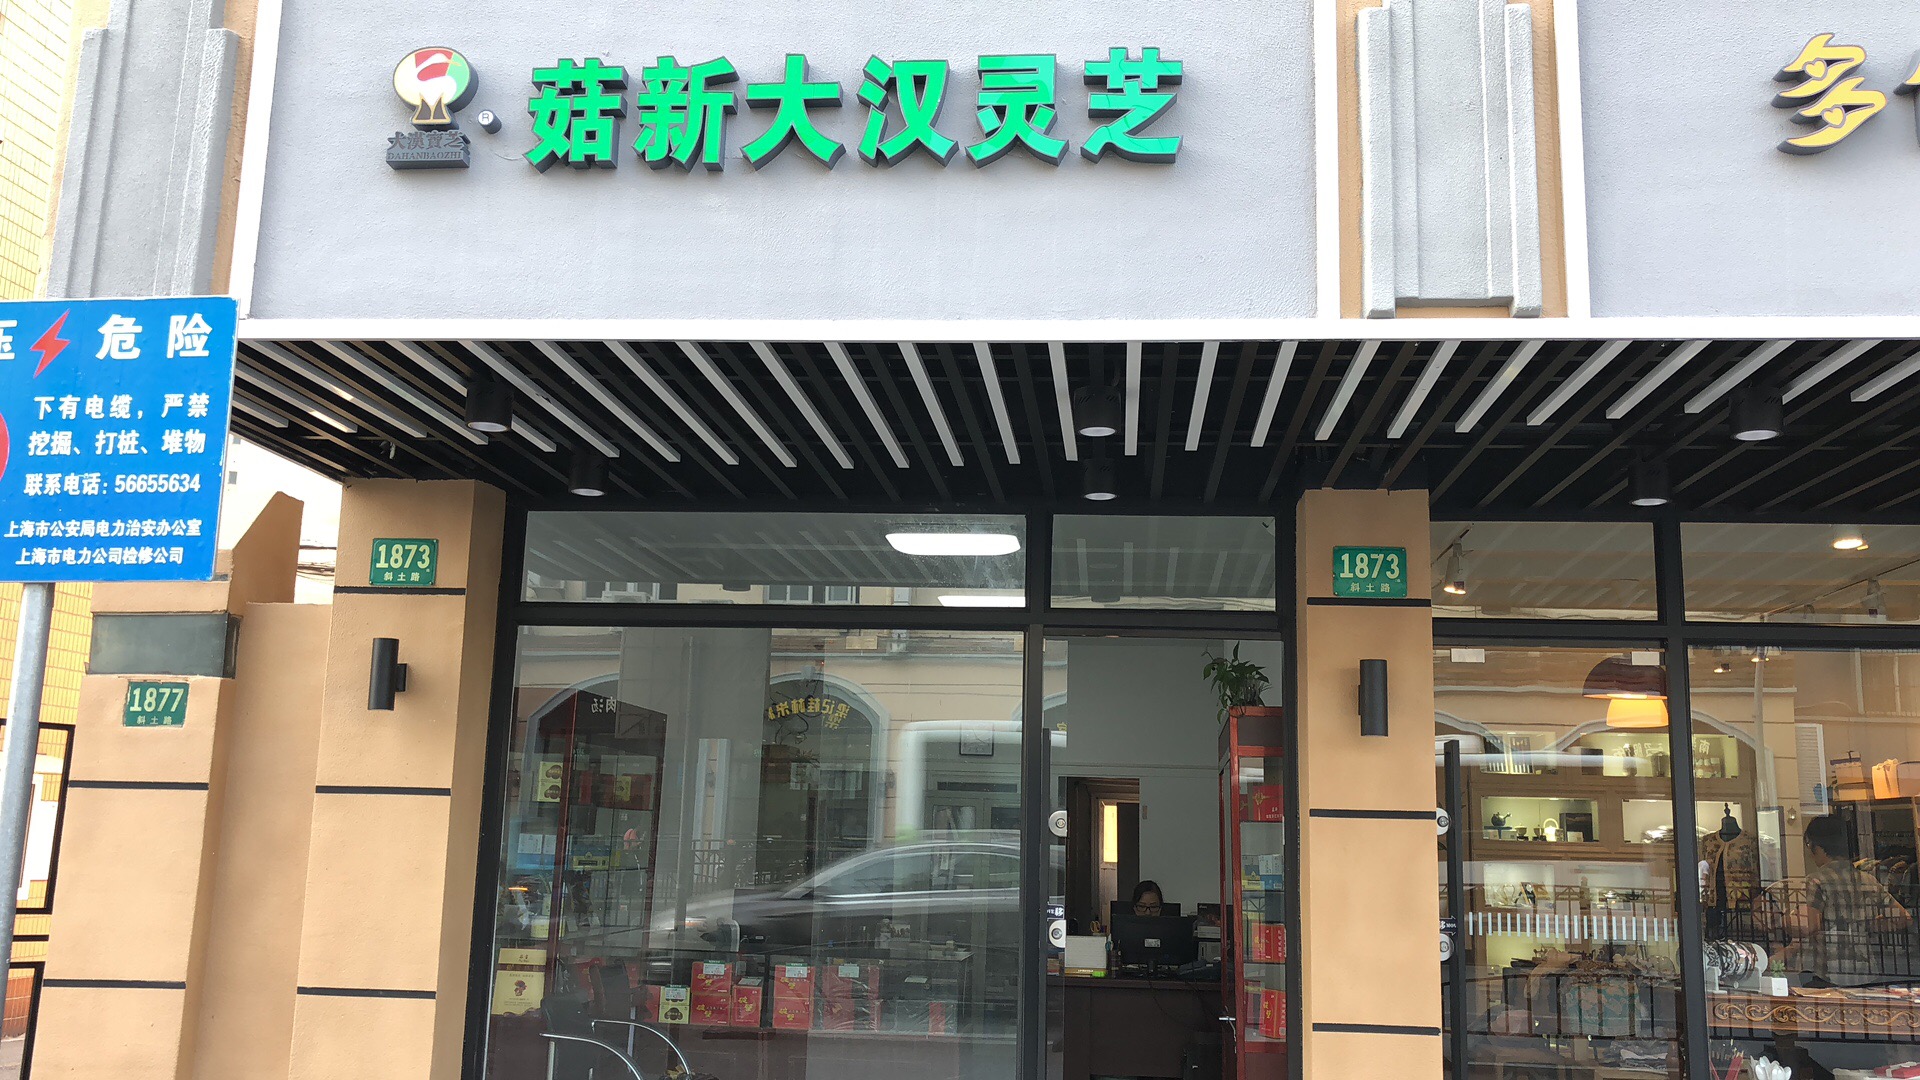 菇新大汉灵芝
®
大漢寶芝
DAHANBAOZHI
多
危险
下有电缆，严禁
挖掘、打桩、堆物
联系电话：56655634
上海市公安局电力治安办公室
上海市电力公司检修公司
1873
斜土路
1873
斜土路
1877
斜土路